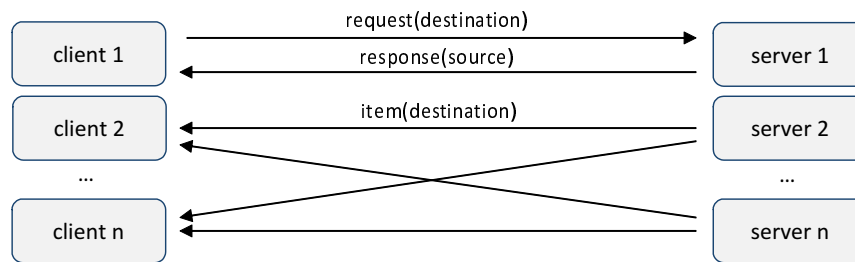 request(destination)
client 1
response(source)
server 1
client 2
item(destination)
server 2
...
...
client n
server n